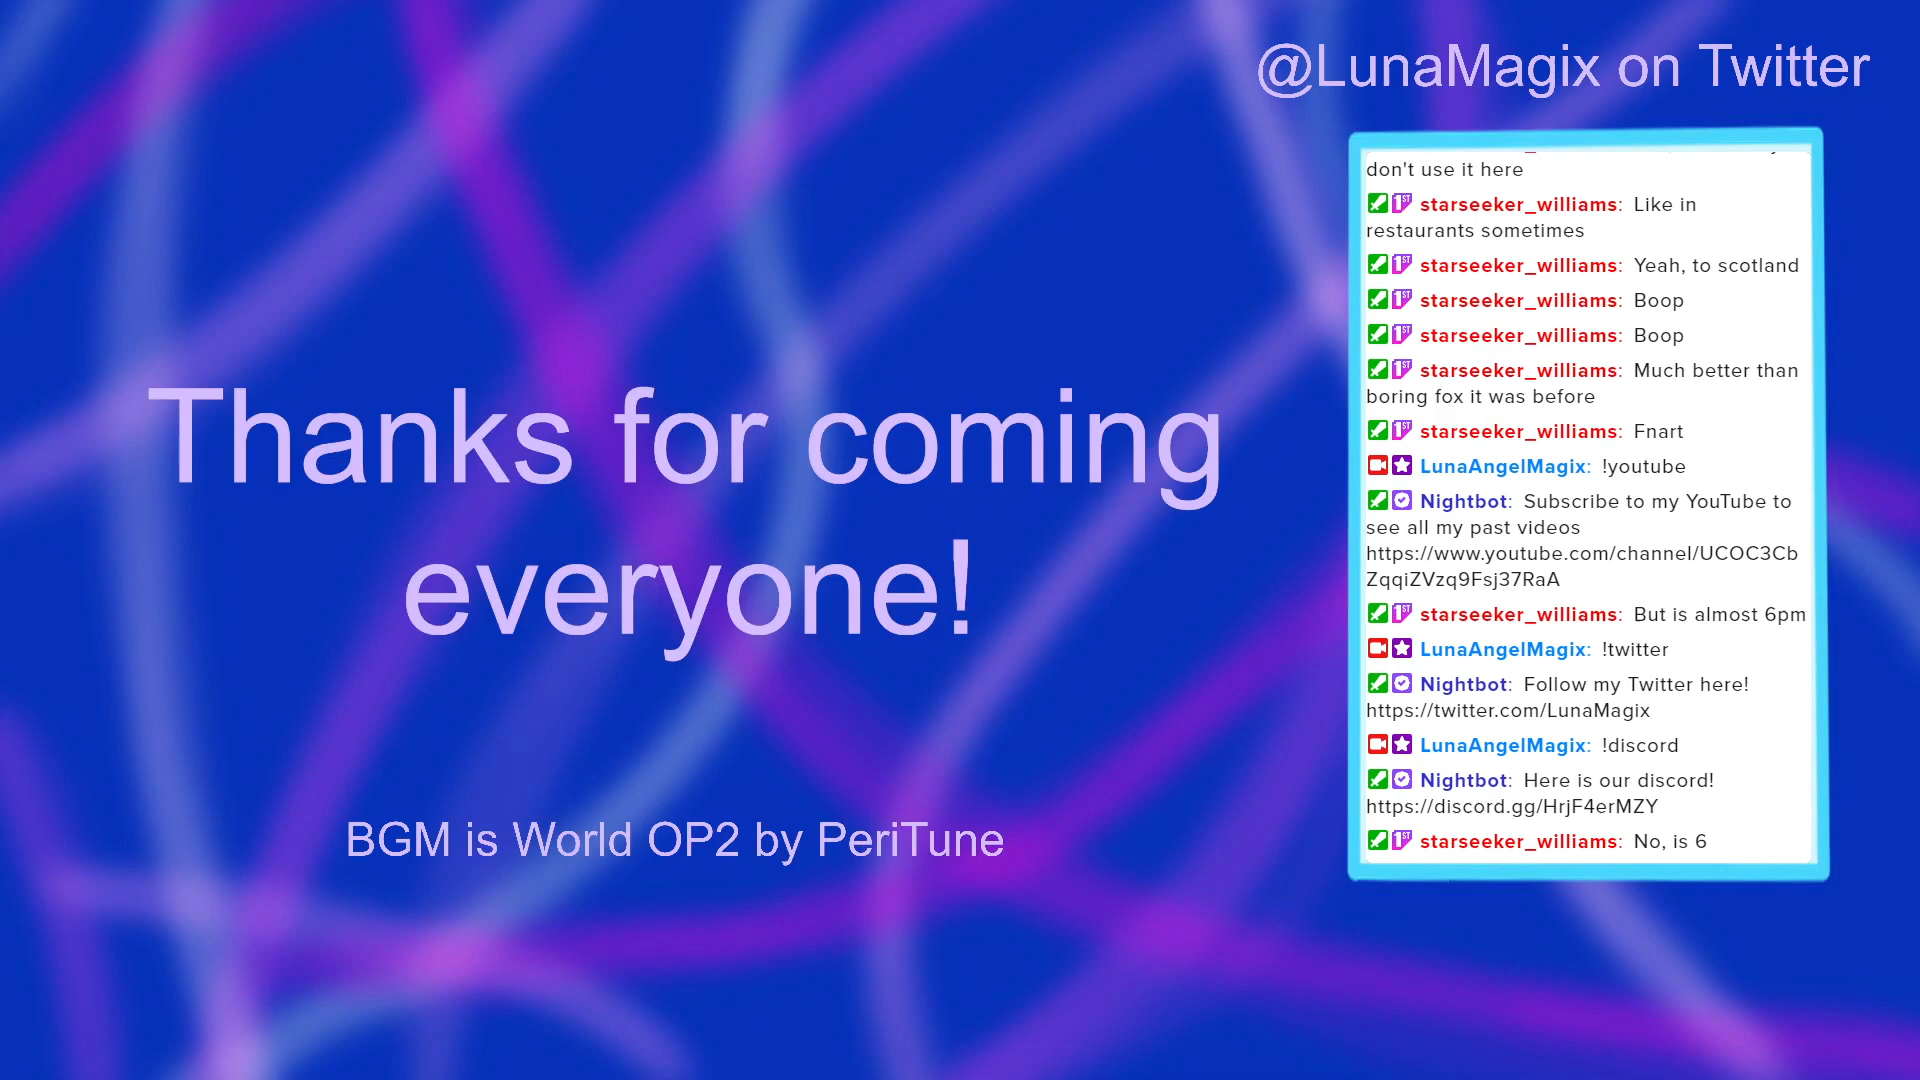 @LunaMagix on Twitter
don't use it here
starseeker_williams: Like in
restaurants sometimes
starseeker_williams: Yeah, to scotland
starseeker_williams: Boop
starseeker_williams: Boop
starseeker_williams: Much better than
boring fox it was before
starseeker_williams: Fnart
LunaAngelMagix: !youtube
Nightbot: Subscribe to my YouTube to
see all my past videos
https://www.youtube.com/channel/UCOC3Cb
ZqqiZVzq9Fsj37RaA
starseeker_williams: But is almost 6pm
LunaAngelMagix: !twitter
Nightbot: Follow my Twitter here!
https://twitter.com/LunaMagix
LunaAngelMagix: !discord
Nightbot: Here is our discord!
https://discord.gg/HrjF4erMZY
starseeker_williams: No, is 6
Thanks for coming
everyone!
BGM is World OP2 by PeriTune